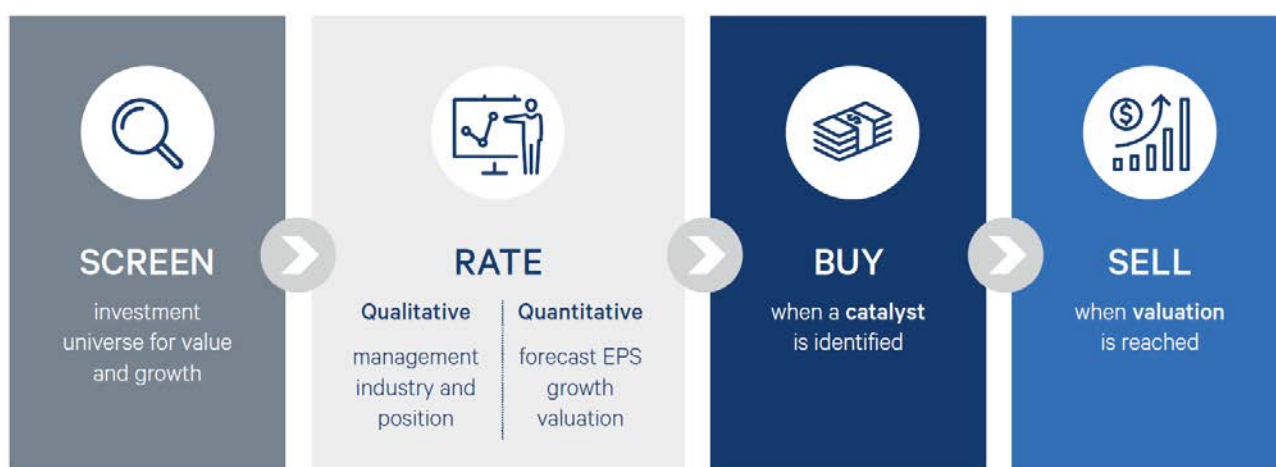 SCREEN
investment
universe for value
and growth
RATE
Qualitative
management
industry and
position
Quantitative
forecast EPS
growth
valuation
BUY
when a catalyst
is identified
$
SELL
when valuation
is reached
$